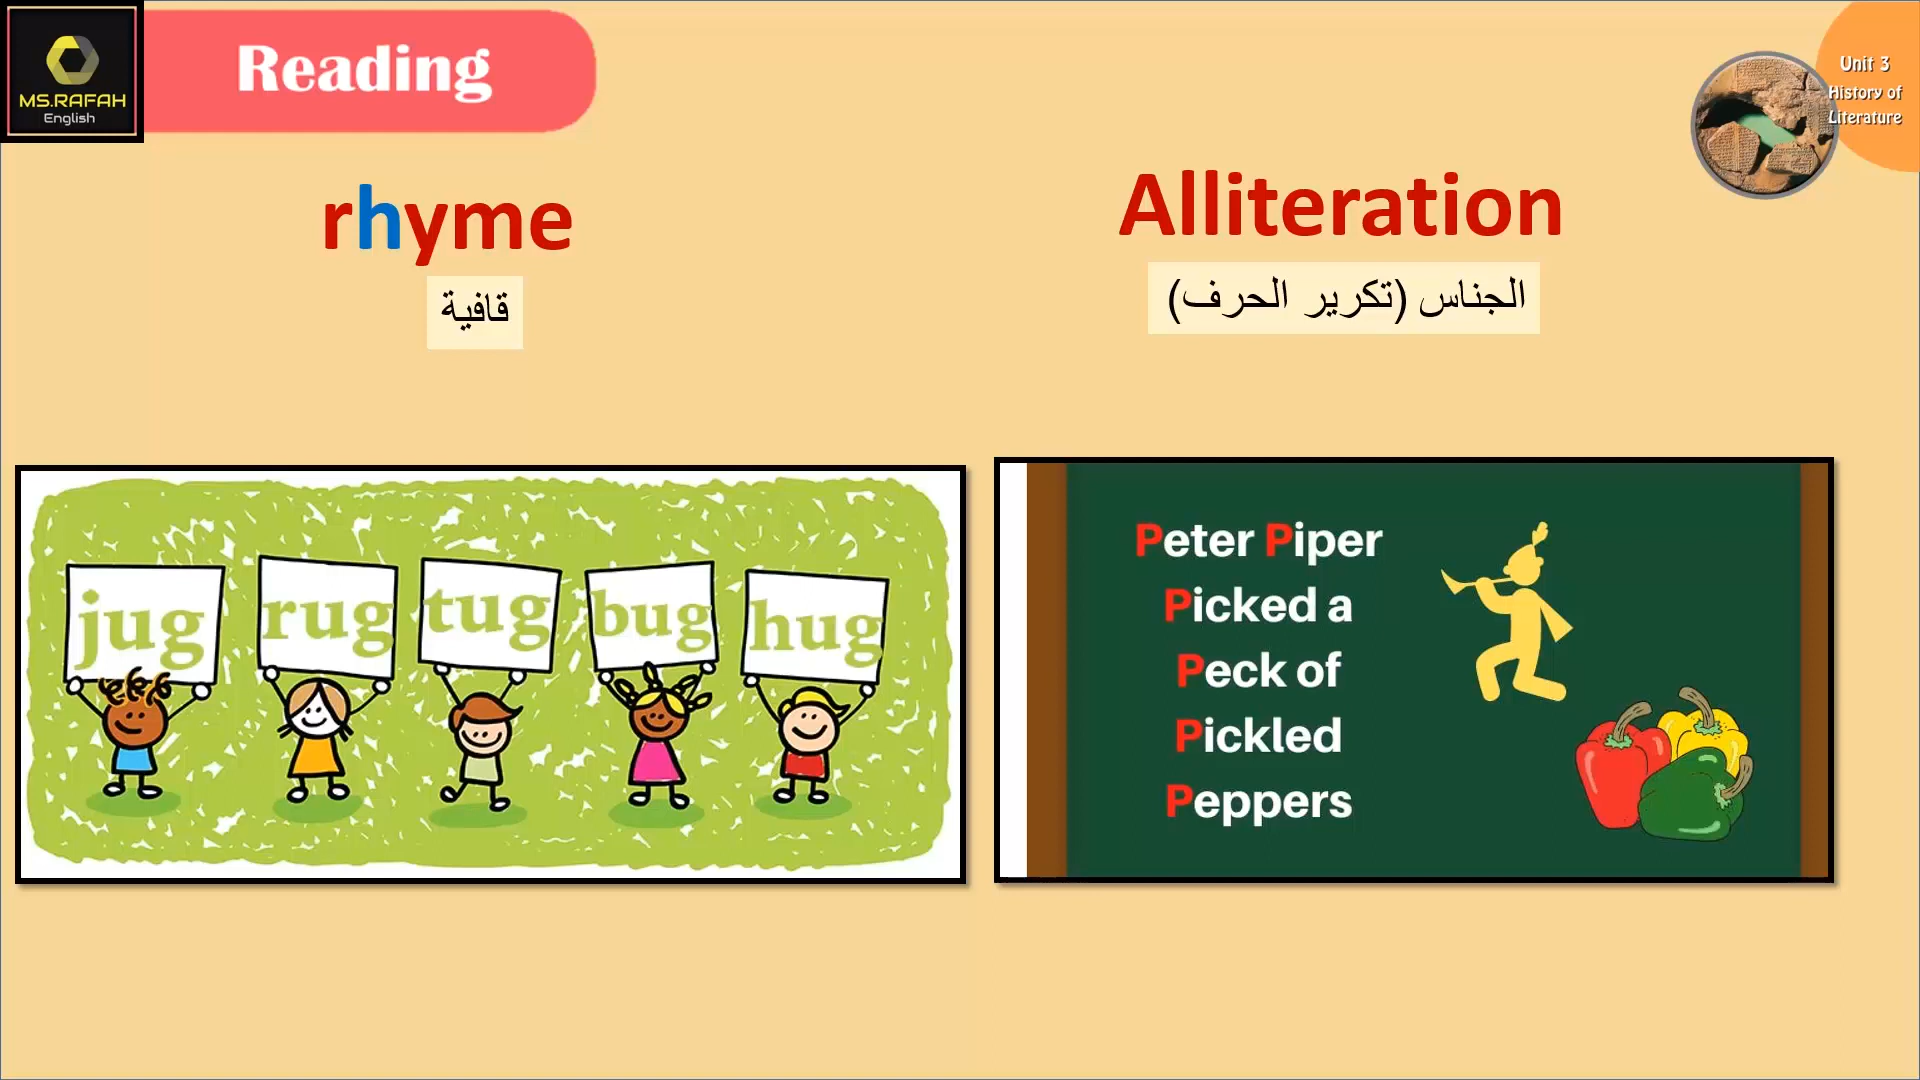 MS.RAFAH
English
Reading
Unit 3
History of
Literature
rhyme
قافية
Alliteration
الجناس (تكرير الحرف)
jug
rug
tug
bug
hug
Peter Piper
Picked a
Peck of
Pickled
Peppers